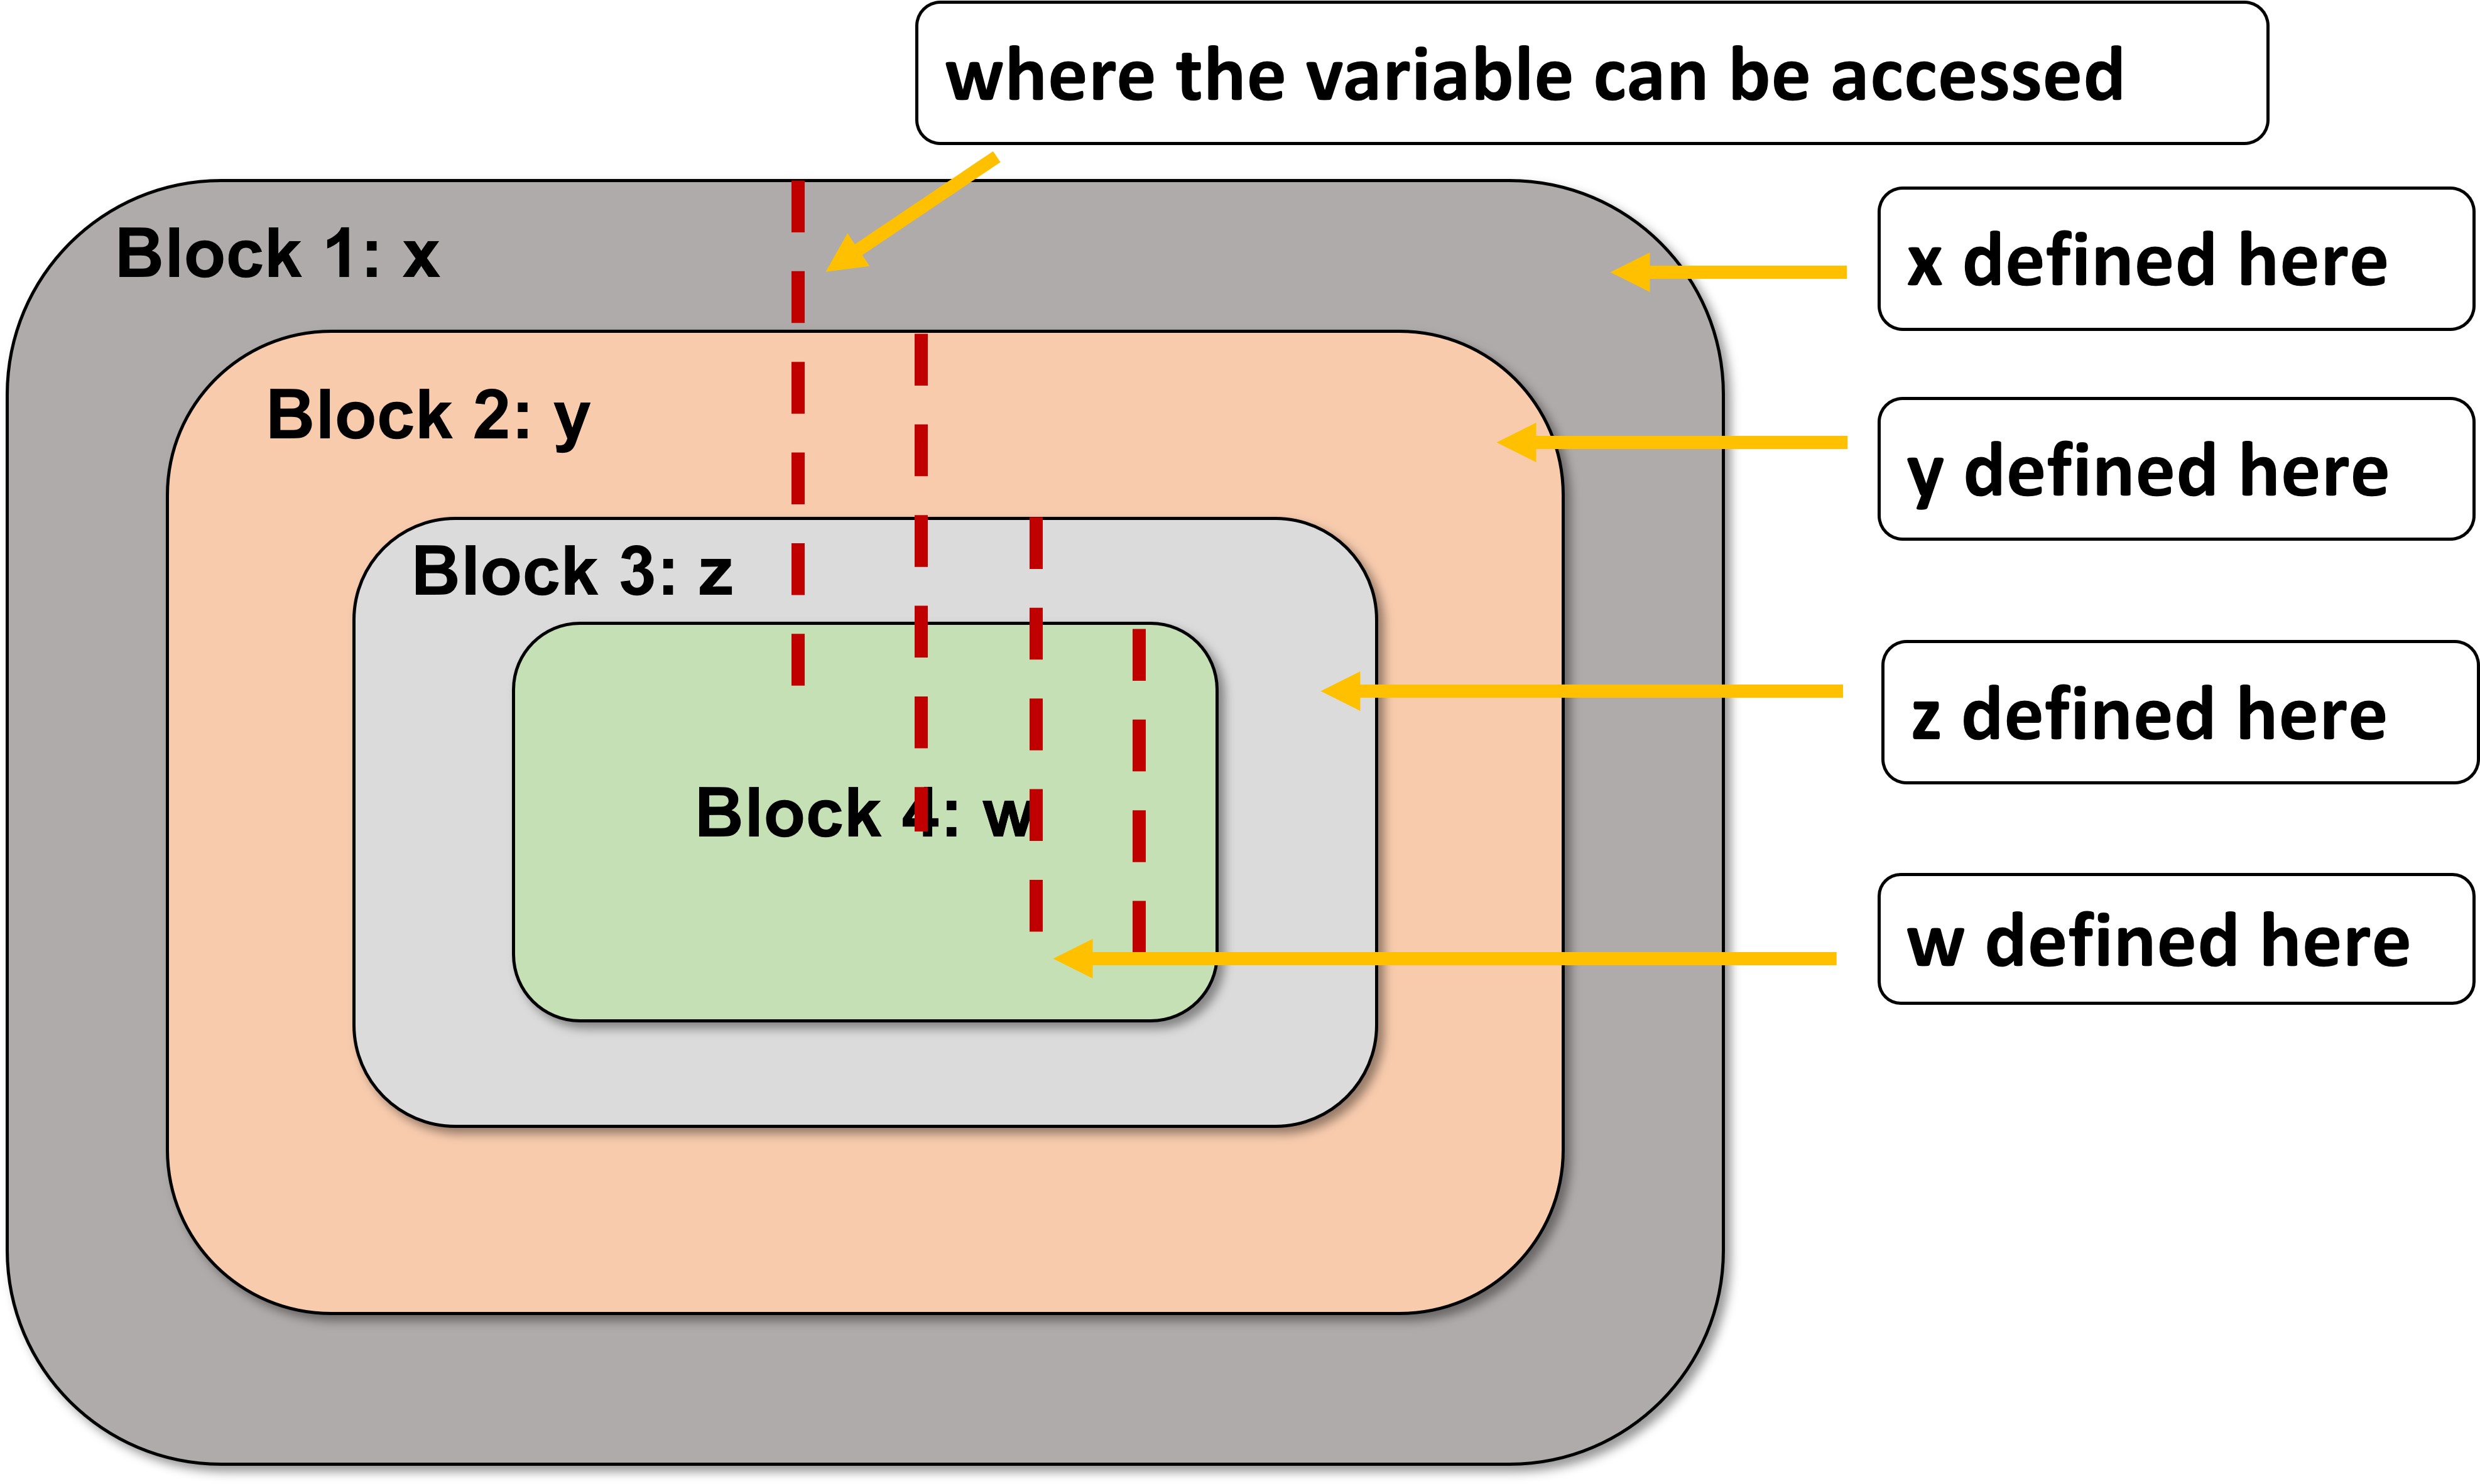 where the variable can be accessed
Block 1: x
x defined here
Block 2: y
y defined here
Block 3: z
z defined here
Block 4: w
w defined here